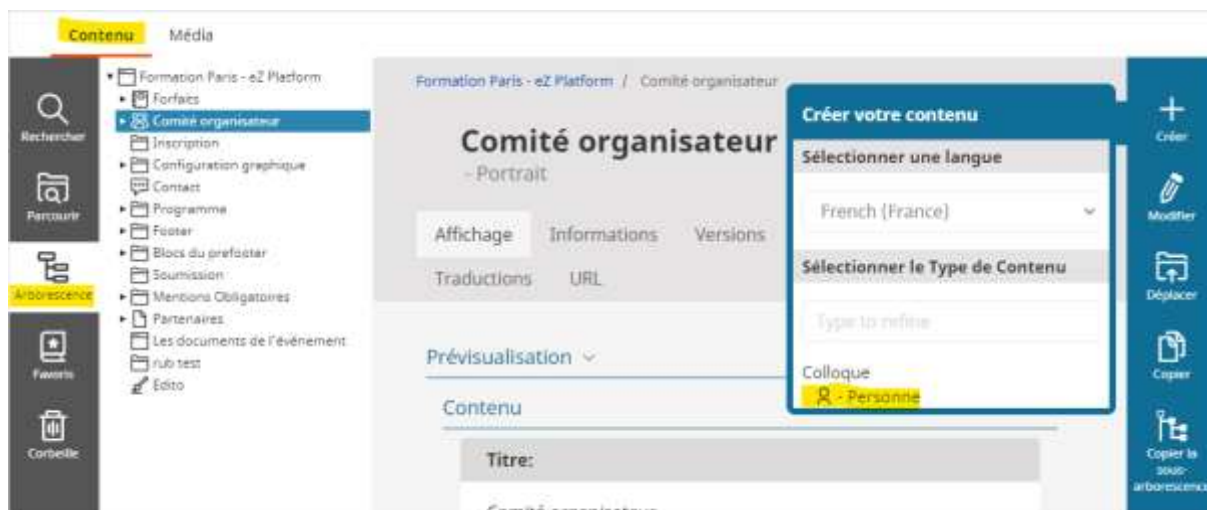 Contenu Média
Rechercher
Parcourir
Arborescence
Favoris
Corbeille
Formation Paris - eZ Platform
Forfaits
Comité organisateur
Inscription
Configuration graphique
Contact
Programme
Footer
Blocs du prefooter
Soumission
Mentions Obligatoires
Partenaires
Les documents de l'événement
rub test
Edito
Formation Paris - eZ Platform / Comité organisateur
Comité organisateur
- Portrait
Affichage Informations Versions
Traductions URL
Prévisualisation
Contenu
Titre:
Comité organisateur
Créer votre contenu
Sélectionner une langue
French (France)
Sélectionner le Type de Contenu
Type to refine
Colloque
- Personne
Créer
Modifier
Déplacer
Copier
Copier la
sous-
arborescence